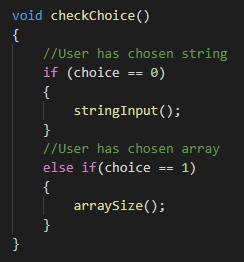 void checkChoice()
{
    //User has chosen string
    if (choice == 0)
    {
        stringInput();
    }
    //User has chosen array
    else if(choice == 1)
    {
        arraySize();
    }
}